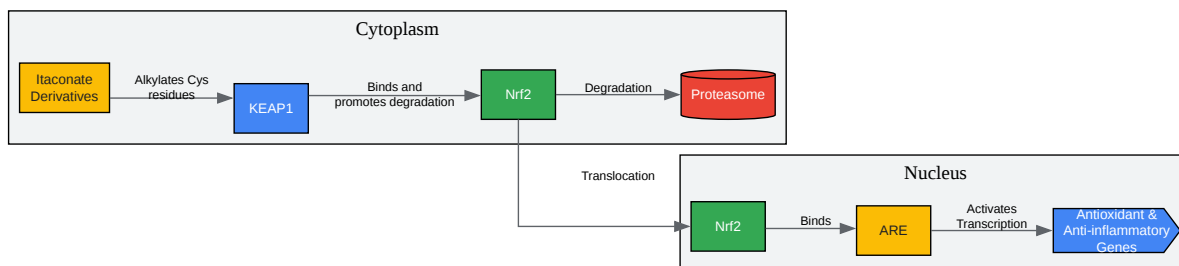 Cytoplasm
Itaconate
Derivatives
Alkylates Cys
residues
KEAP1
Binds and
promotes degradation
Nrf2
Degradation
Proteasome
Translocation
Nucleus
Nrf2
Binds
ARE
Activates
Transcription
Antioxidant &
Anti-inflammatory
Genes